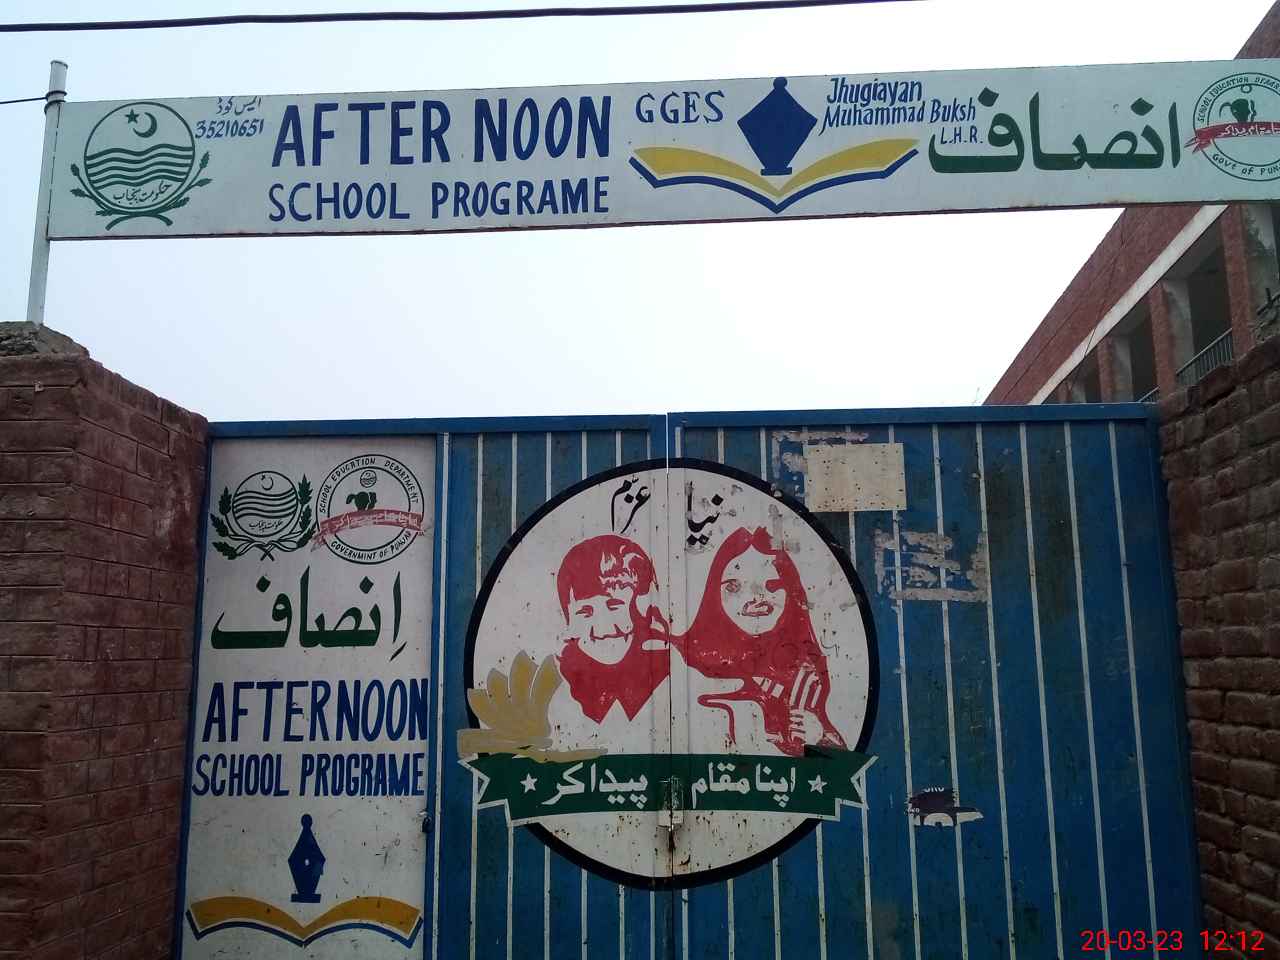 حکومت پنجاب
ایس کوڈ
35210651
AFTER NOON
SCHOOL PROGRAME
GGES
Jhugiayan
Muhammad Buksh
L.H.R.
انصاف
SCHOOL EDUCATION
GOVT OF
حکومت پنجاب
SCHOOL EDUCATION DEPARTMENT
GOVERNMENT OF PUNJAB
اِنصاف
AFTERNOON
SCHOOL PROGRAME
نیا عزم
اپنا مقام پیدا کر
20-03-23 12:12